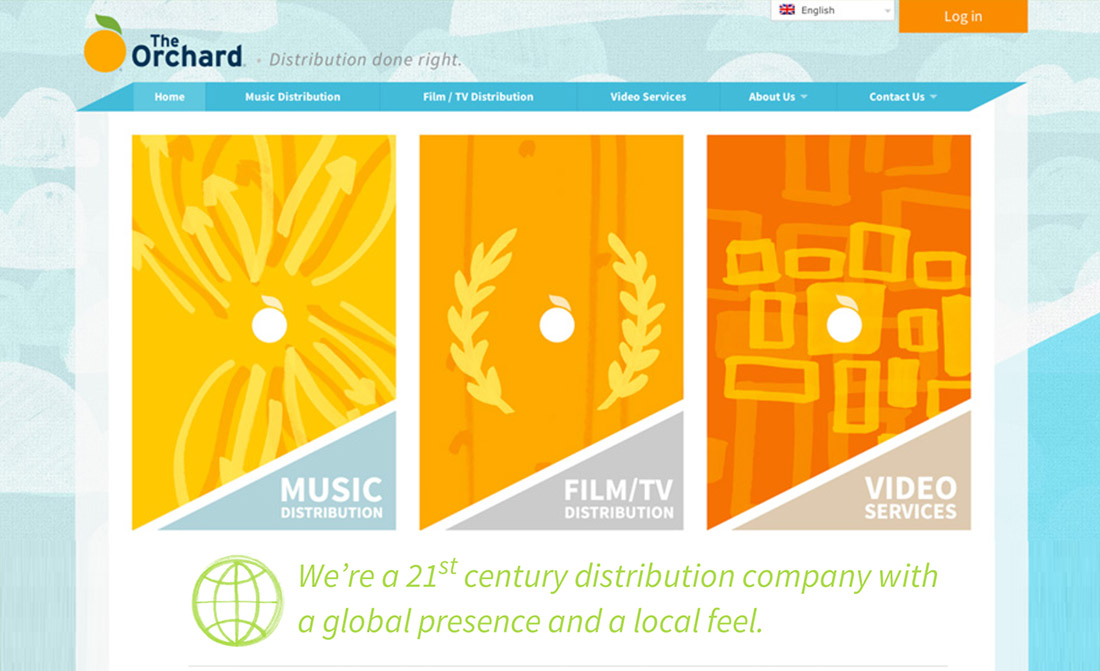 English
Log in
The
Orchard
• Distribution done right.
Home
Music Distribution
Film / TV Distribution
Video Services
About Us
Contact Us
MUSIC
DISTRIBUTION
FILM/TV
DISTRIBUTION
VIDEO
SERVICES
We’re a 21st century distribution company with
a global presence and a local feel.